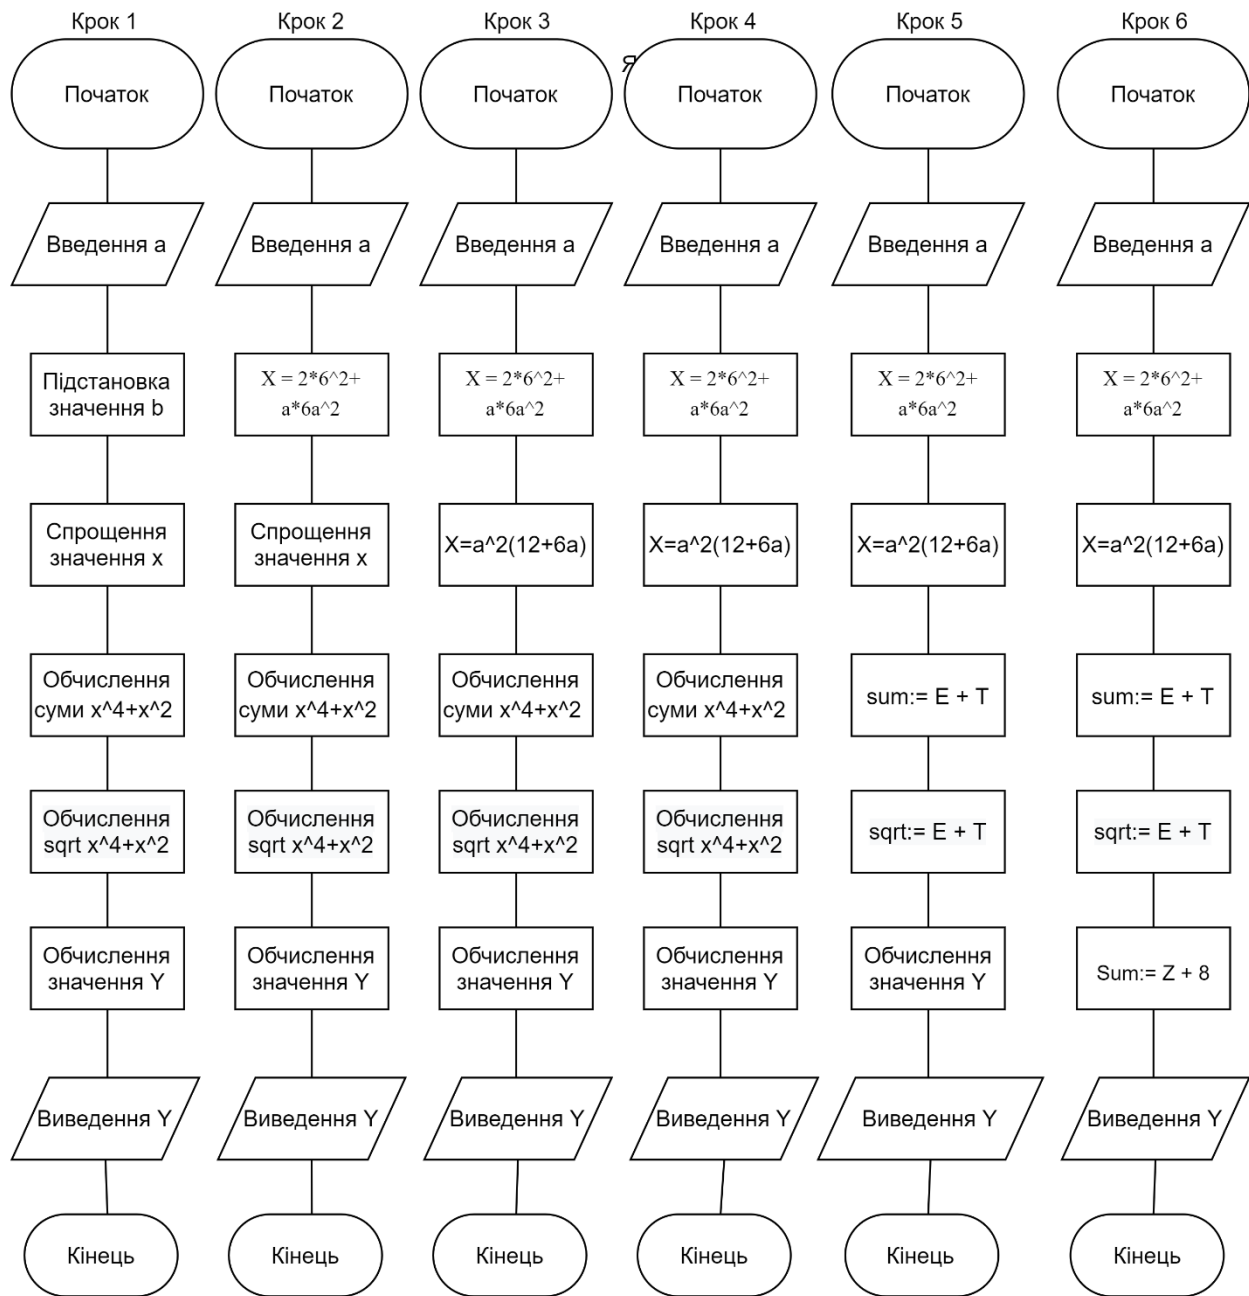 Крок 1
Крок 2
Крок 3
Крок 4
Крок 5
Крок 6
Я
Початок
Початок
Початок
Початок
Початок
Початок
Введення a
Введення a
Введення a
Введення a
Введення a
Введення a
Підстановка
значення b
X = 2*6^2+
a*6a^2
X = 2*6^2+
a*6a^2
X = 2*6^2+
a*6a^2
X = 2*6^2+
a*6a^2
X = 2*6^2+
a*6a^2
Спрощення
значення x
Спрощення
значення x
X=a^2(12+6a)
X=a^2(12+6a)
X=a^2(12+6a)
X=a^2(12+6a)
Обчислення
суми x^4+x^2
Обчислення
суми x^4+x^2
Обчислення
суми x^4+x^2
Обчислення
суми x^4+x^2
sum:= E + T
sum:= E + T
Обчислення
sqrt x^4+x^2
Обчислення
sqrt x^4+x^2
Обчислення
sqrt x^4+x^2
Обчислення
sqrt x^4+x^2
sqrt:= E + T
sqrt:= E + T
Обчислення
значення Y
Обчислення
значення Y
Обчислення
значення Y
Обчислення
значення Y
Обчислення
значення Y
Sum:= Z + 8
Виведення Y
Виведення Y
Виведення Y
Виведення Y
Виведення Y
Виведення Y
Кінець
Кінець
Кінець
Кінець
Кінець
Кінець